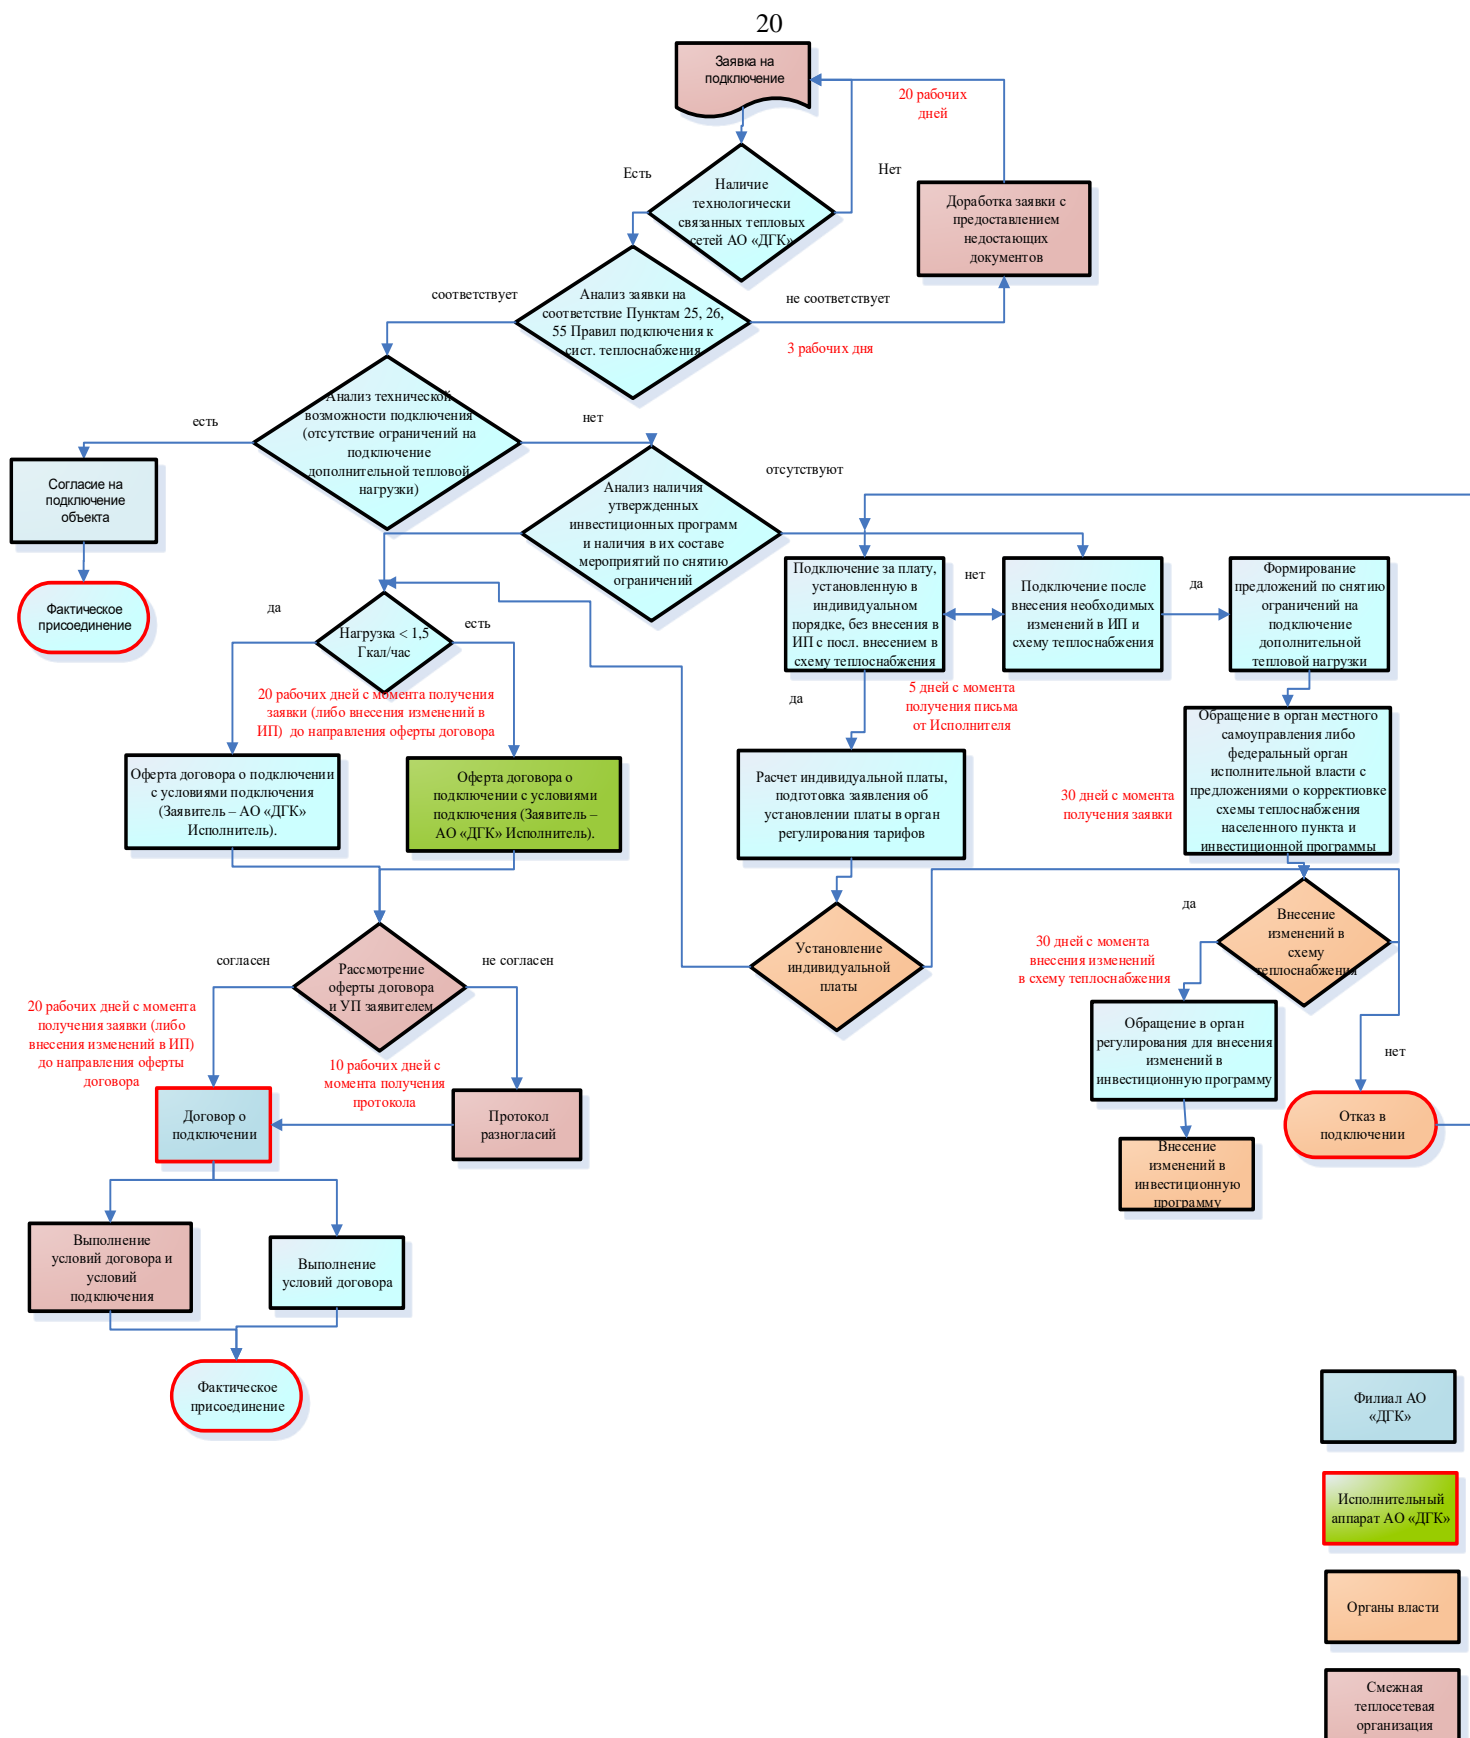 20
Заявка на
подключение
20 рабочих
дней
Есть
Нет
Наличие
технологически
связанных тепловых
сетей АО «ДГК»
Доработка заявки с
предоставлением
недостающих
документов
соответствует
Анализ заявки на
соответствие Пунктам 25, 26,
55 Правил подключения к
сист. теплоснабжения
не соответствует
3 рабочих дня
есть
Анализ технической
возможности подключения
(отсутствие ограничений на
подключение
дополнительной тепловой
нагрузки)
нет
Согласие на
подключение
объекта
Фактическое
присоединение
Анализ наличия
утвержденных
инвестиционных программ
и наличия в их составе
мероприятий по снятию
ограничений
отсутствуют
Подключение за плату,
установленную в
индивидуальном
порядке, без внесения в
ИП с посл. внесением в
схему теплоснабжения
нет
Подключение после
внесения необходимых
изменений в ИП и
схему теплоснабжения
да
Формирование
предложений по снятию
ограничений на
подключение
дополнительной
тепловой нагрузки
да
Нагрузка < 1,5
Гкал/час
есть
20 рабочих дней с момента получения
заявки (либо внесения изменений в
ИП) до направления оферты договора
да
5 дней с момента
получения письма
от Исполнителя
Оферта договора о подключении
с условиями подключения
(Заявитель – АО «ДГК»
Исполнитель).
Оферта договора о
подключении с условиями
подключения (Заявитель –
АО «ДГК» Исполнитель).
Расчет индивидуальной платы,
подготовка заявления об
установлении платы в орган
регулирования тарифов
30 дней с момента
получения заявки
Обращение в орган местного
самоуправления либо
федеральный орган
исполнительной власти с
предложениями о корректиовке
схемы теплоснабжения
населенного пункта и
инвестиционной программы
да
Внесение
изменений в
схему
теплоснабжения
30 дней с момента
внесения изменений
в схему теплоснабжения
Установление
индивидуальной
платы
согласен
Рассмотрение
оферты договора
и УП заявителем
не согласен
20 рабочих дней с момента
получения заявки (либо
внесения изменений в ИП)
до направления оферты
договора
10 рабочих дней с
момента получения
протокола
Обращение в орган
регулирования для внесения
изменений в
инвестиционную программу
нет
Договор о
подключении
Протокол
разногласий
Отказ в
подключении
Внесение
изменений в
инвестиционную
программу
Выполнение
условий договора и
условий
подключения
Выполнение
условий договора
Фактическое
присоединение
Филиал АО
«ДГК»
Исполнительный
аппарат АО «ДГК»
Органы власти
Смежная
теплосетевая
организация